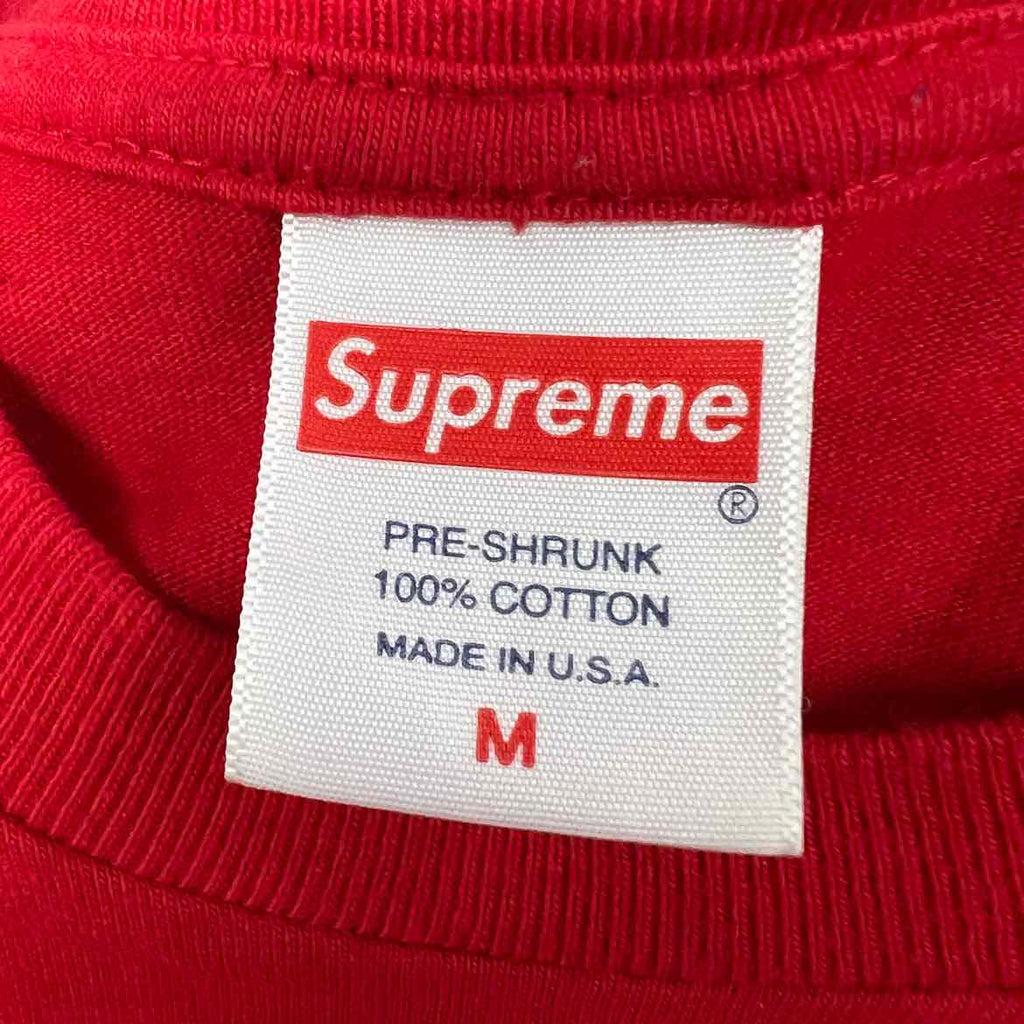 Supreme
®
PRE-SHRUNK
100% COTTON
MADE IN U.S.A.
M